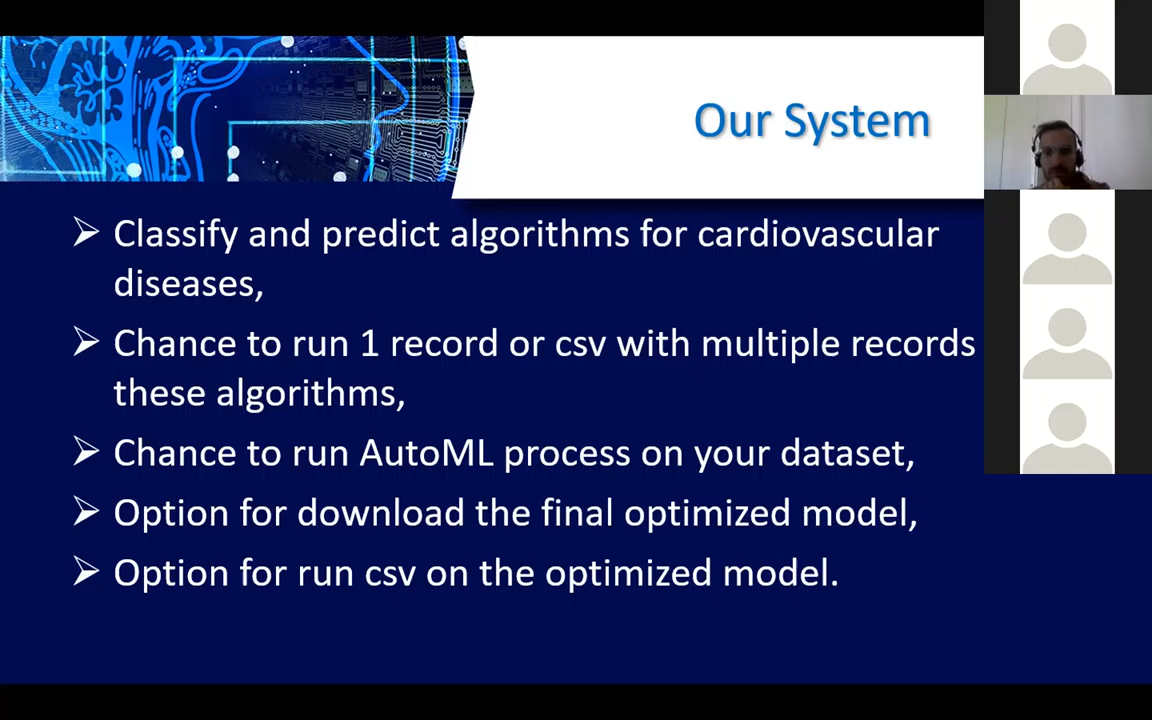 Our System
Classify and predict algorithms for cardiovascular
diseases,
Chance to run 1 record or csv with multiple records
these algorithms,
Chance to run AutoML process on your dataset,
Option for download the final optimized model,
Option for run csv on the optimized model.